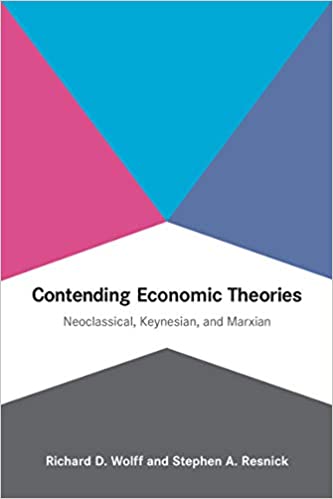 Contending Economic Theories
Neoclassical, Keynesian, and Marxian
Richard D. Wolff and Stephen A. Resnick